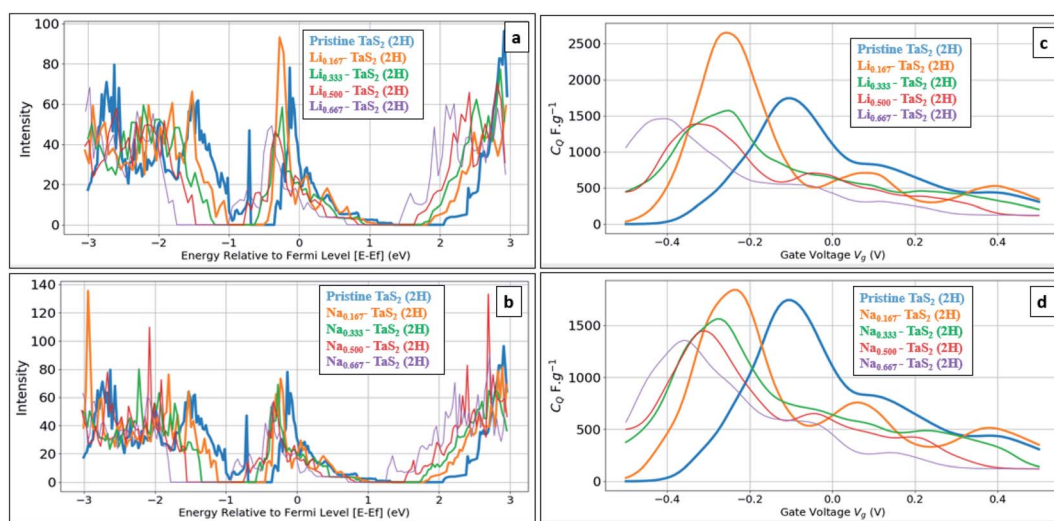 a
100
80
60
40
20
0
Intensity
Pristine TaS₂ (2H)
Li₀.₁₆₇- TaS₂ (2H)
Li₀.₃₃₃- TaS₂ (2H)
Li₀.₅₀₀- TaS₂ (2H)
Li₀.₆₆₇- TaS₂ (2H)
−3 −2 −1 0 1 2 3
Energy Relative to Fermi Level [E-Ef] (eV)
b
140
120
100
80
60
40
20
0
Intensity
Pristine TaS₂ (2H)
Na₀.₁₆₇- TaS₂ (2H)
Na₀.₃₃₃ - TaS₂ (2H)
Na₀.₅₀₀ - TaS₂ (2H)
Na₀.₆₆₇ - TaS₂ (2H)
−3 −2 −1 0 1 2 3
Energy Relative to Fermi Level [E-Ef] (eV)
c
2500
2000
1500
1000
500
0
C_Q F.g⁻¹
Pristine TaS₂ (2H)
Li₀.₁₆₇- TaS₂ (2H)
Li₀.₃₃₃ - TaS₂ (2H)
Li₀.₅₀₀ - TaS₂ (2H)
Li₀.₆₆₇ - TaS₂ (2H)
−0.4 −0.2 0.0 0.2 0.4
Gate Voltage V_g (V)
d
1500
1000
500
0
C_Q F.g⁻¹
Pristine TaS₂ (2H)
Na₀.₁₆₇- TaS₂ (2H)
Na₀.₃₃₃ - TaS₂ (2H)
Na₀.₅₀₀ - TaS₂ (2H)
Na₀.₆₆₇ - TaS₂ (2H)
−0.4 −0.2 0.0 0.2 0.4
Gate Voltage V_g (V)